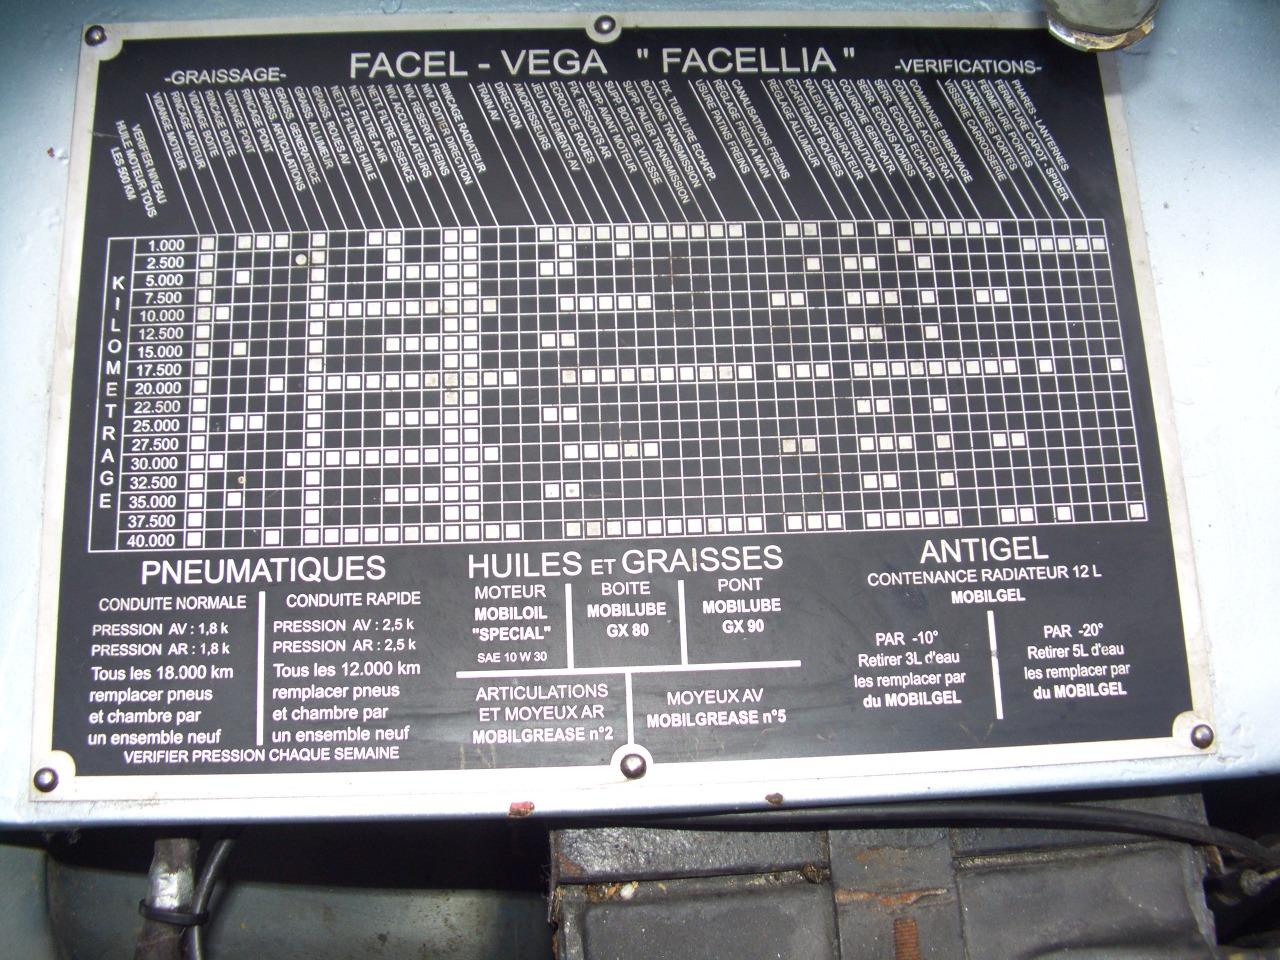 FACEL - VEGA " FACELLIA "
-GRAISSAGE-
-VERIFICATIONS-
VERIFIER NIVEAU
HUILE MOTEUR TOUS
LES 500 KM
VIDANGE MOTEUR
RINCAGE MOTEUR
VIDANGE BOITE
RINCAGE BOITE
VIDANGE PONT
RINCAGE PONT
GRAISS ARTICULATIONS
GRAISS GENERATRICE
GRAISS ALLUMEUR
GRAISS ROUES AV
NETT 2 FILTRES HUILE
NETT FILTRE A AIR
NETT FILTRE ESSENCE
NIV ACCUMULATEURS
NIV RESERVE FREINS
NIV BOITIER DIRECTION
RINCAGE RADIATEUR
TRAIN AV
DIRECTION
AMORTISSEURS
JEU ROULEMENTS AV
ECROUS DE ROUES
FIX. RESSORTS AR
SUPP. AVANT MOTEUR
SUPP. BOITE DE VITESSE
SUPP. PALIER TRANSMISSION
BOULONS TRANSMISSION
FIX. TUBULURE ECHAPP.
USURE PATINS FREINS
REGLAGE FREIN A MAIN
CANALISATIONS FREINS
REGLAGE ALLUMEUR
ECARTEMENT BOUGIES
RALENTI CARBURATEUR
CHAINE DISTRIBUTION
COURROIE GENERATR.
SERR ECROUS ADMISS
SERR ECROUS ECHAPP.
COMMANDE ACCELERAT.
COMMANDE EMBRAYAGE
VISSERIE CARROSSERIE
CHARNIERES PORTES
FERMETURE PORTES
FERMETURE CAPOT - SPIDER
PHARES - LANTERNES
KILOMETRAGE
1.000
2.500
5.000
7.500
10.000
12.500
15.000
17.500
20.000
22.500
25.000
27.500
30.000
32.500
35.000
37.500
40.000
PNEUMATIQUES
CONDUITE NORMALE
PRESSION AV : 1,8 k
PRESSION AR : 1,8 k
Tous les 18.000 km
remplacer pneus
et chambre par
un ensemble neuf
CONDUITE RAPIDE
PRESSION AV : 2,5 k
PRESSION AR : 2,5 k
Tous les 12.000 km
remplacer pneus
et chambre par
un ensemble neuf
VERIFIER PRESSION CHAQUE SEMAINE
HUILES ET GRAISSES
MOTEUR
MOBILOIL
"SPECIAL"
SAE 10 W 30
BOITE
MOBILUBE
GX 80
PONT
MOBILUBE
GX 90
ARTICULATIONS
ET MOYEUX AR
MOBILGREASE n°2
MOYEUX AV
MOBILGREASE n°5
ANTIGEL
CONTENANCE RADIATEUR 12 L
MOBILGEL
PAR -10°
Retirer 3L d'eau
les remplacer par
du MOBILGEL
PAR -20°
Retirer 5L d'eau
les remplacer par
du MOBILGEL